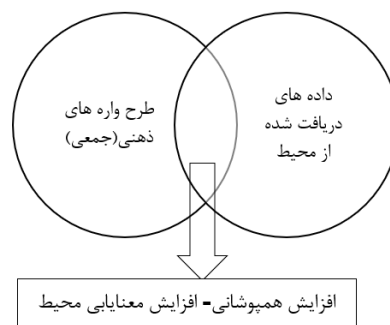 داده های
دریافت شده
از محیط
طرح واره های
ذهنی(جمعی)
افزایش همپوشانی= افزایش معنایابی محیط